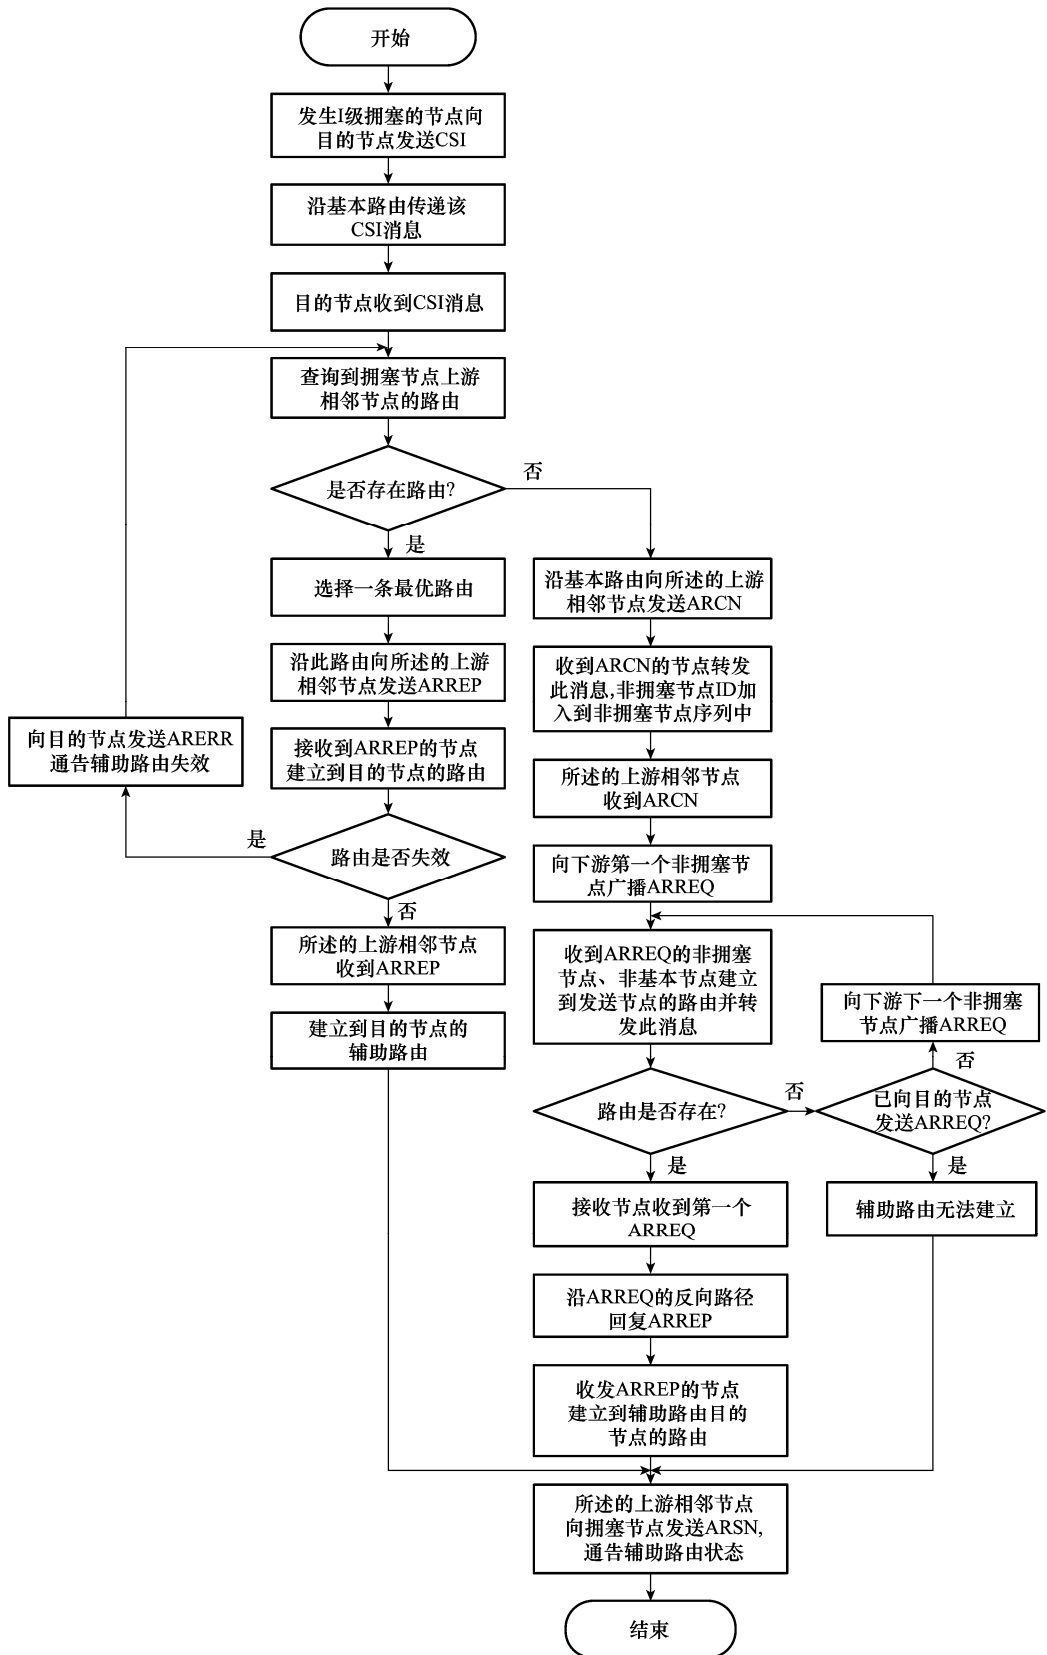 开始
发生I级拥塞的节点向
目的节点发送CSI
沿基本路由传递该
CSI消息
目的节点收到CSI消息
查询到拥塞节点上游
相邻节点的路由
是否存在路由?
否
是
选择一条最优路由
沿此路由向所述的上游
相邻节点发送ARREP
接收到ARREP的节点
建立到目的节点的路由
向目的节点发送ARERR
通告辅助路由失效
是
路由是否失效
否
所述的上游相邻节点
收到ARREP
建立到目的节点的
辅助路由
沿基本路由向所述的上游
相邻节点发送ARCN
收到ARCN的节点转发
此消息,非拥塞节点ID加
入到非拥塞节点序列中
所述的上游相邻节点
收到ARCN
向下游第一个非拥塞节
点广播ARREQ
收到ARREQ的非拥塞
节点、非基本节点建立
到发送节点的路由并转
发此消息
向下游下一个非拥塞
节点广播ARREQ
否
路由是否存在?
否
已向目的节点
发送ARREQ?
是
是
接收节点收到第一个
ARREQ
辅助路由无法建立
沿ARREQ的反向路径
回复ARREP
收发ARREP的节点
建立到辅助路由目的
节点的路由
所述的上游相邻节点
向拥塞节点发送ARSN,
通告辅助路由状态
结束